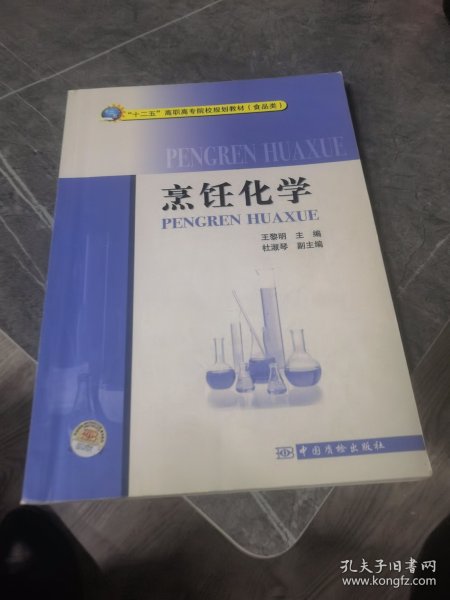 “十二五”高职高专院校规划教材（食品类）
PENGREN HUAXUE
烹饪化学
PENGREN HUAXUE
王黎明 主 编
杜淑琴 副主编
中国质检出版社
孔夫子旧书网
www.kongfz.com